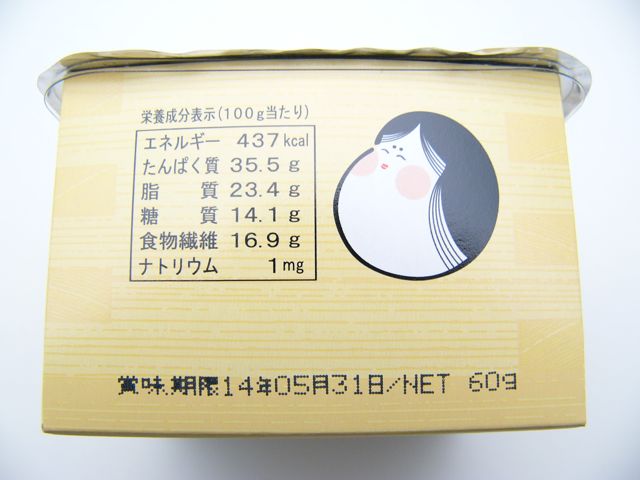 栄養成分表示(100g当たり)
エネルギー 437kcal
たんぱく質 35.5g
脂質 23.4g
糖質 14.1g
食物繊維 16.9g
ナトリウム 1mg
賞味期限14年05月31日/NET 60g